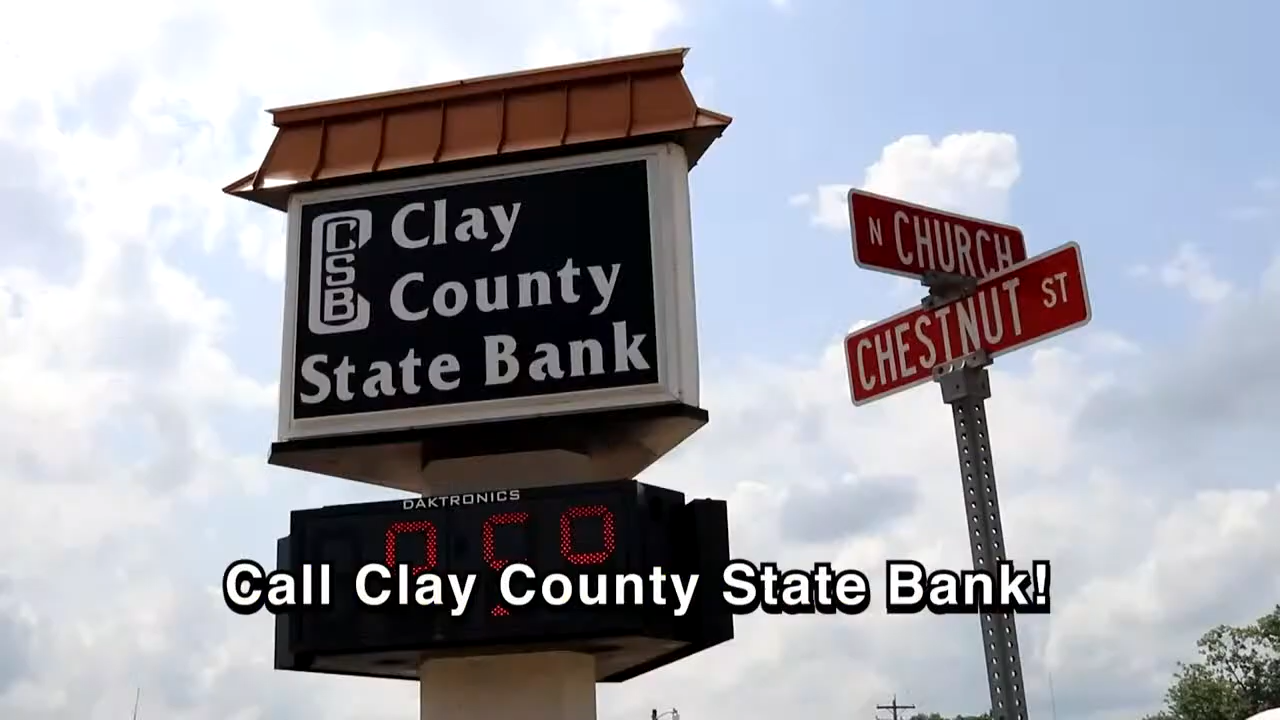 CSB
Clay
County
State Bank
N CHURCH
CHESTNUT ST
DAKTRONICS
Call Clay County State Bank!